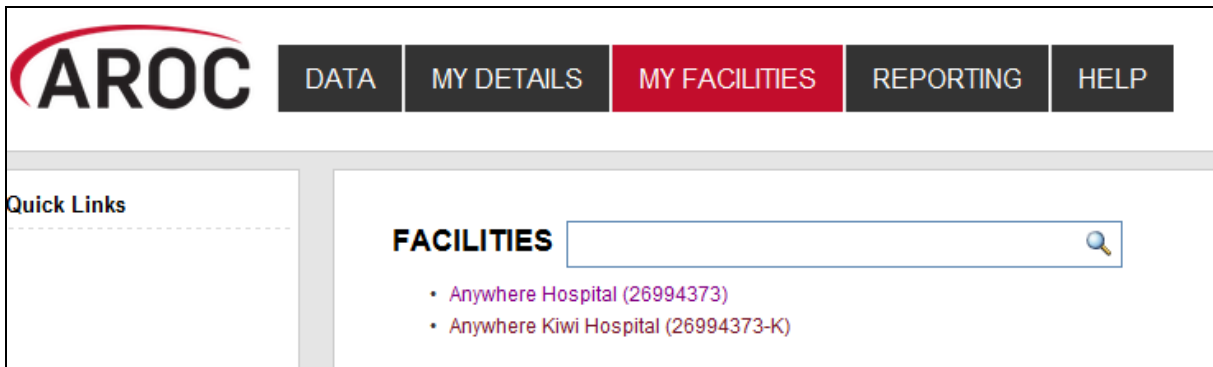 AROC DATA MY DETAILS MY FACILITIES REPORTING HELP
Quick Links
FACILITIES
• Anywhere Hospital (26994373)
• Anywhere Kiwi Hospital (26994373-K)